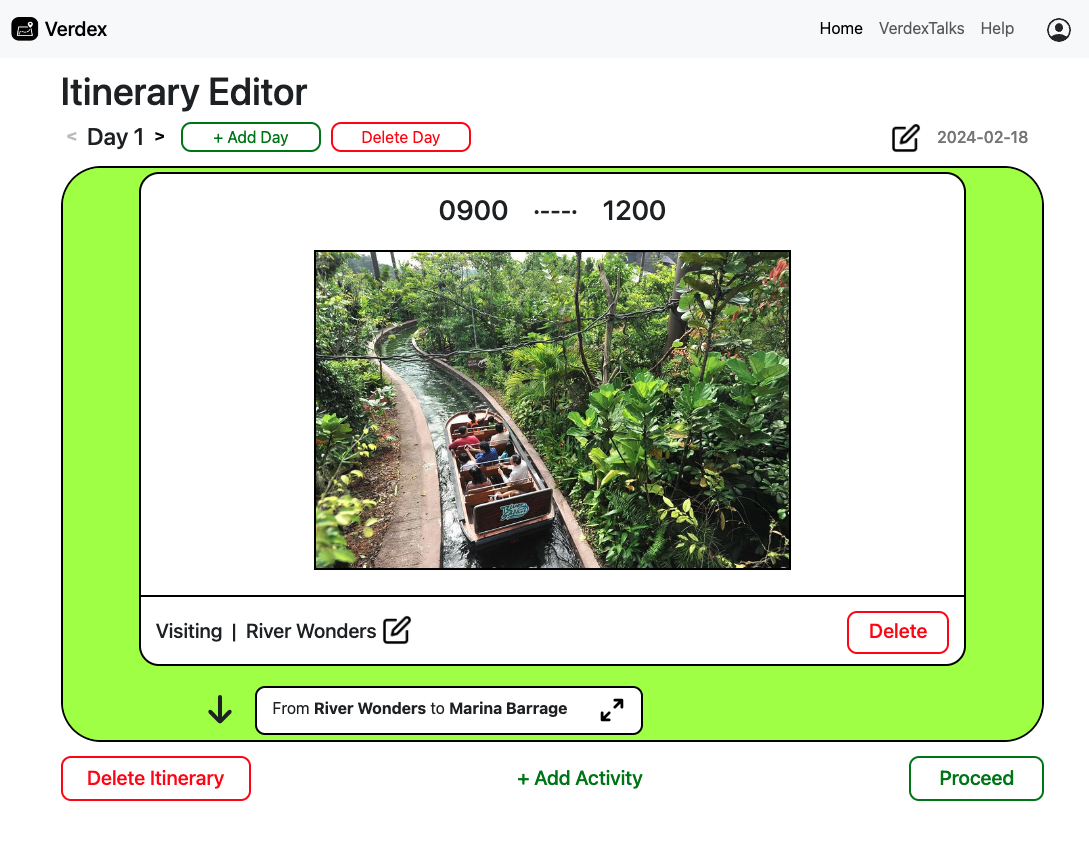 Verdex
Home VerdexTalks Help
Itinerary Editor
< Day 1 > + Add Day Delete Day 2024-02-18
0900 ·----· 1200
Visiting | River Wonders Delete
From River Wonders to Marina Barrage
Delete Itinerary + Add Activity Proceed